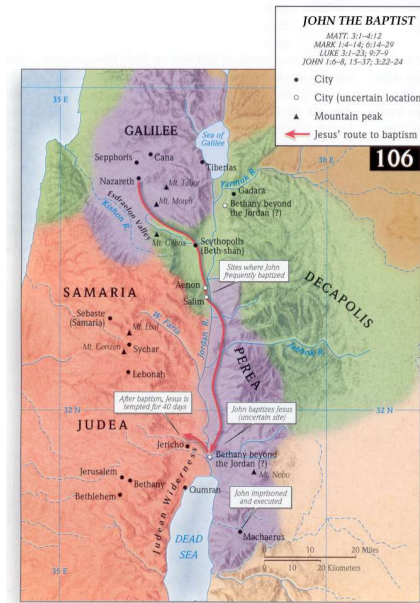 JOHN THE BAPTIST
MATT. 3:1–4:12
MARK 1:4–14; 6:14–29
LUKE 3:1–23; 9:7–9
JOHN 1:6–8, 15–37; 3:22–24
City
City (uncertain location
Mountain peak
Jesus' route to baptism
106
35 E
36 E
GALILEE
Sea of
Galilee
Sepphoris
Cana
Tiberias
Nazareth
Mt. Tabor
Yarmuk R.
Gadara
Mt. Moreh
Bethany beyond
the Jordan (?)
Esdraelon Valley
Kishon R.
Mt. Gilboa
Scythopolis
(Beth-shan)
Sites where John
frequently baptized
DECAPOLIS
Aenon
Salim
SAMARIA
Sebaste
(Samaria)
Mt. Ebal
W. Faria
Jordan R.
Mt. Gerizim
Sychar
PEREA
Jabbok R.
Lebonah
After baptism, Jesus is
tempted for 40 days
John baptizes Jesus
(uncertain site)
32 N
32 N
JUDEA
Jericho
Bethany beyond
the Jordan (?)
Mt. Nebo
Jerusalem
Bethany
Bethlehem
Qumran
Judean Wilderness
John imprisoned
and executed
DEAD
SEA
Machaerus
0 10 20 Miles
0 10 20 Kilometers
35 E